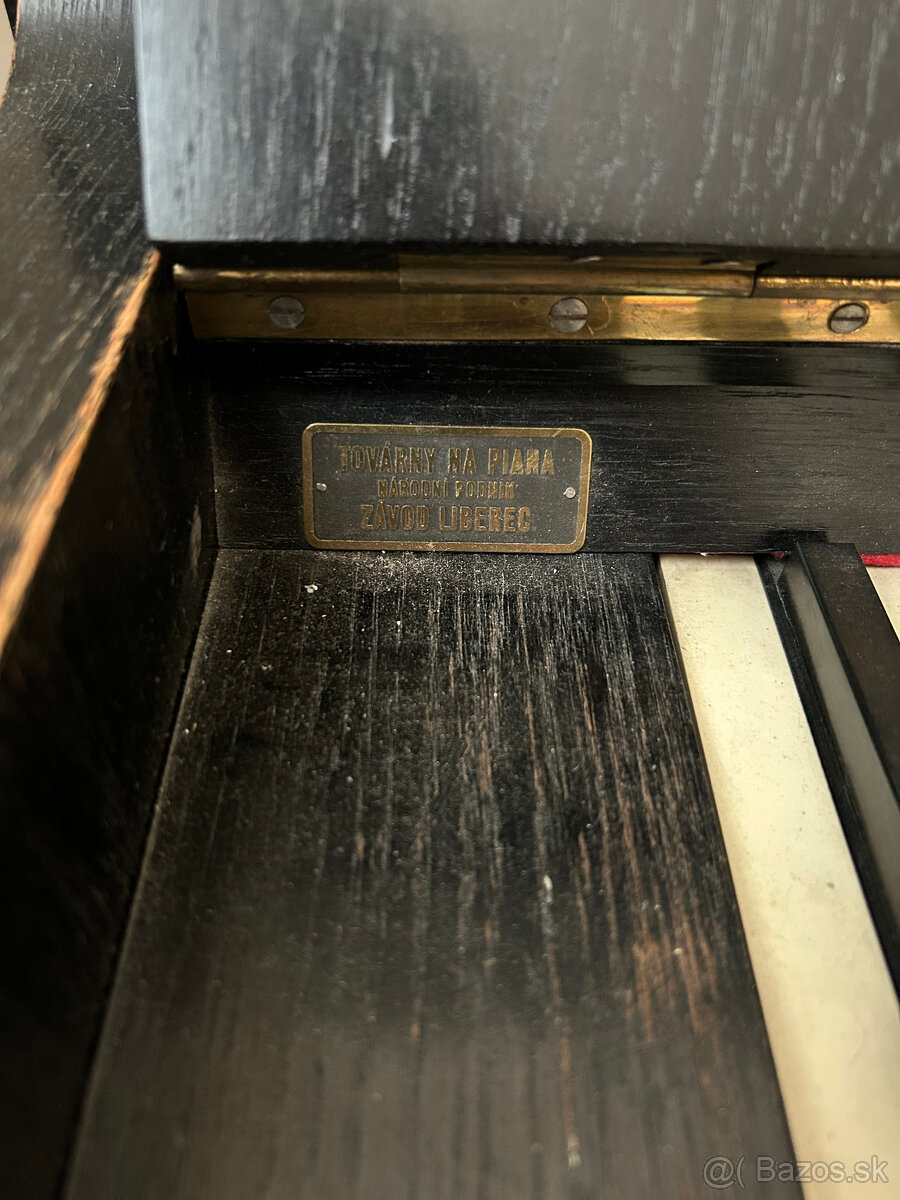 TOVÁRNY NA PIANA
NÁRODNÍ PODNIK
ZÁVOD LIBEREC
@( Bazos.sk